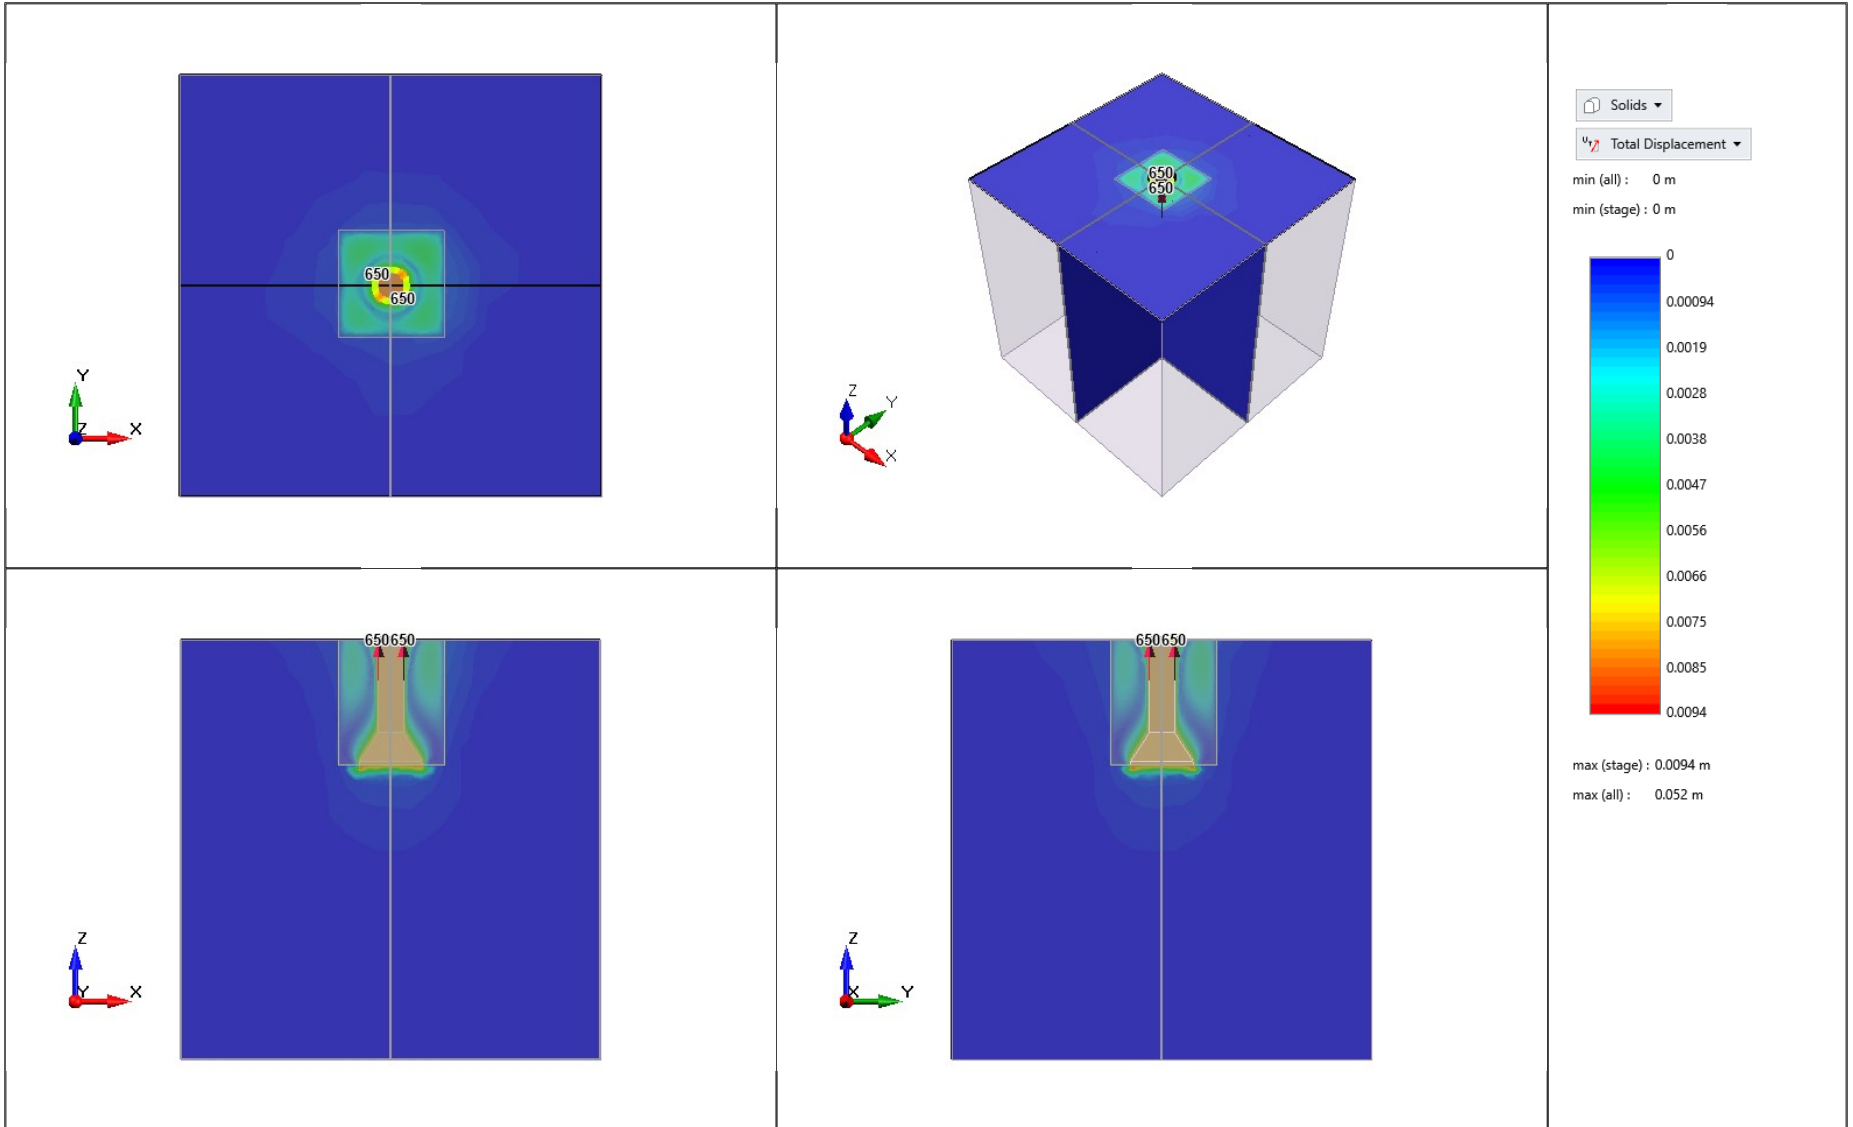 650
650
Y
Z
X
650
650
Z
Y
X
Solids
UT
Total Displacement
min (all) : 0 m
min (stage) : 0 m
0
0.00094
0.0019
0.0028
0.0038
0.0047
0.0056
0.0066
0.0075
0.0085
0.0094
max (stage) : 0.0094 m
max (all) : 0.052 m
650650
Z
Y
X
650650
Z
X
Y